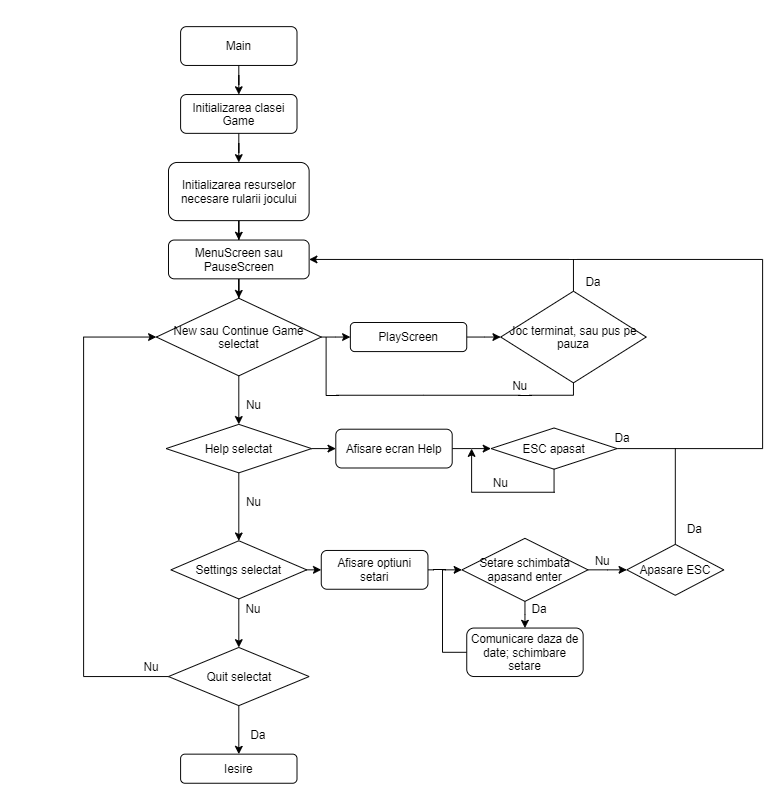 Main
Initializarea clasei
Game
Initializarea resurselor
necesare rularii jocului
MenuScreen sau
PauseScreen
Da
New sau Continue Game
selectat
PlayScreen
Joc terminat, sau pus pe
pauza
Nu
Nu
Help selectat
Afisare ecran Help
ESC apasat
Da
Nu
Nu
Da
Settings selectat
Afisare optiuni
setari
Setare schimbata
apasand enter
Nu
Apasare ESC
Nu
Da
Comunicare daza de
date; schimbare
setare
Nu
Quit selectat
Da
Iesire